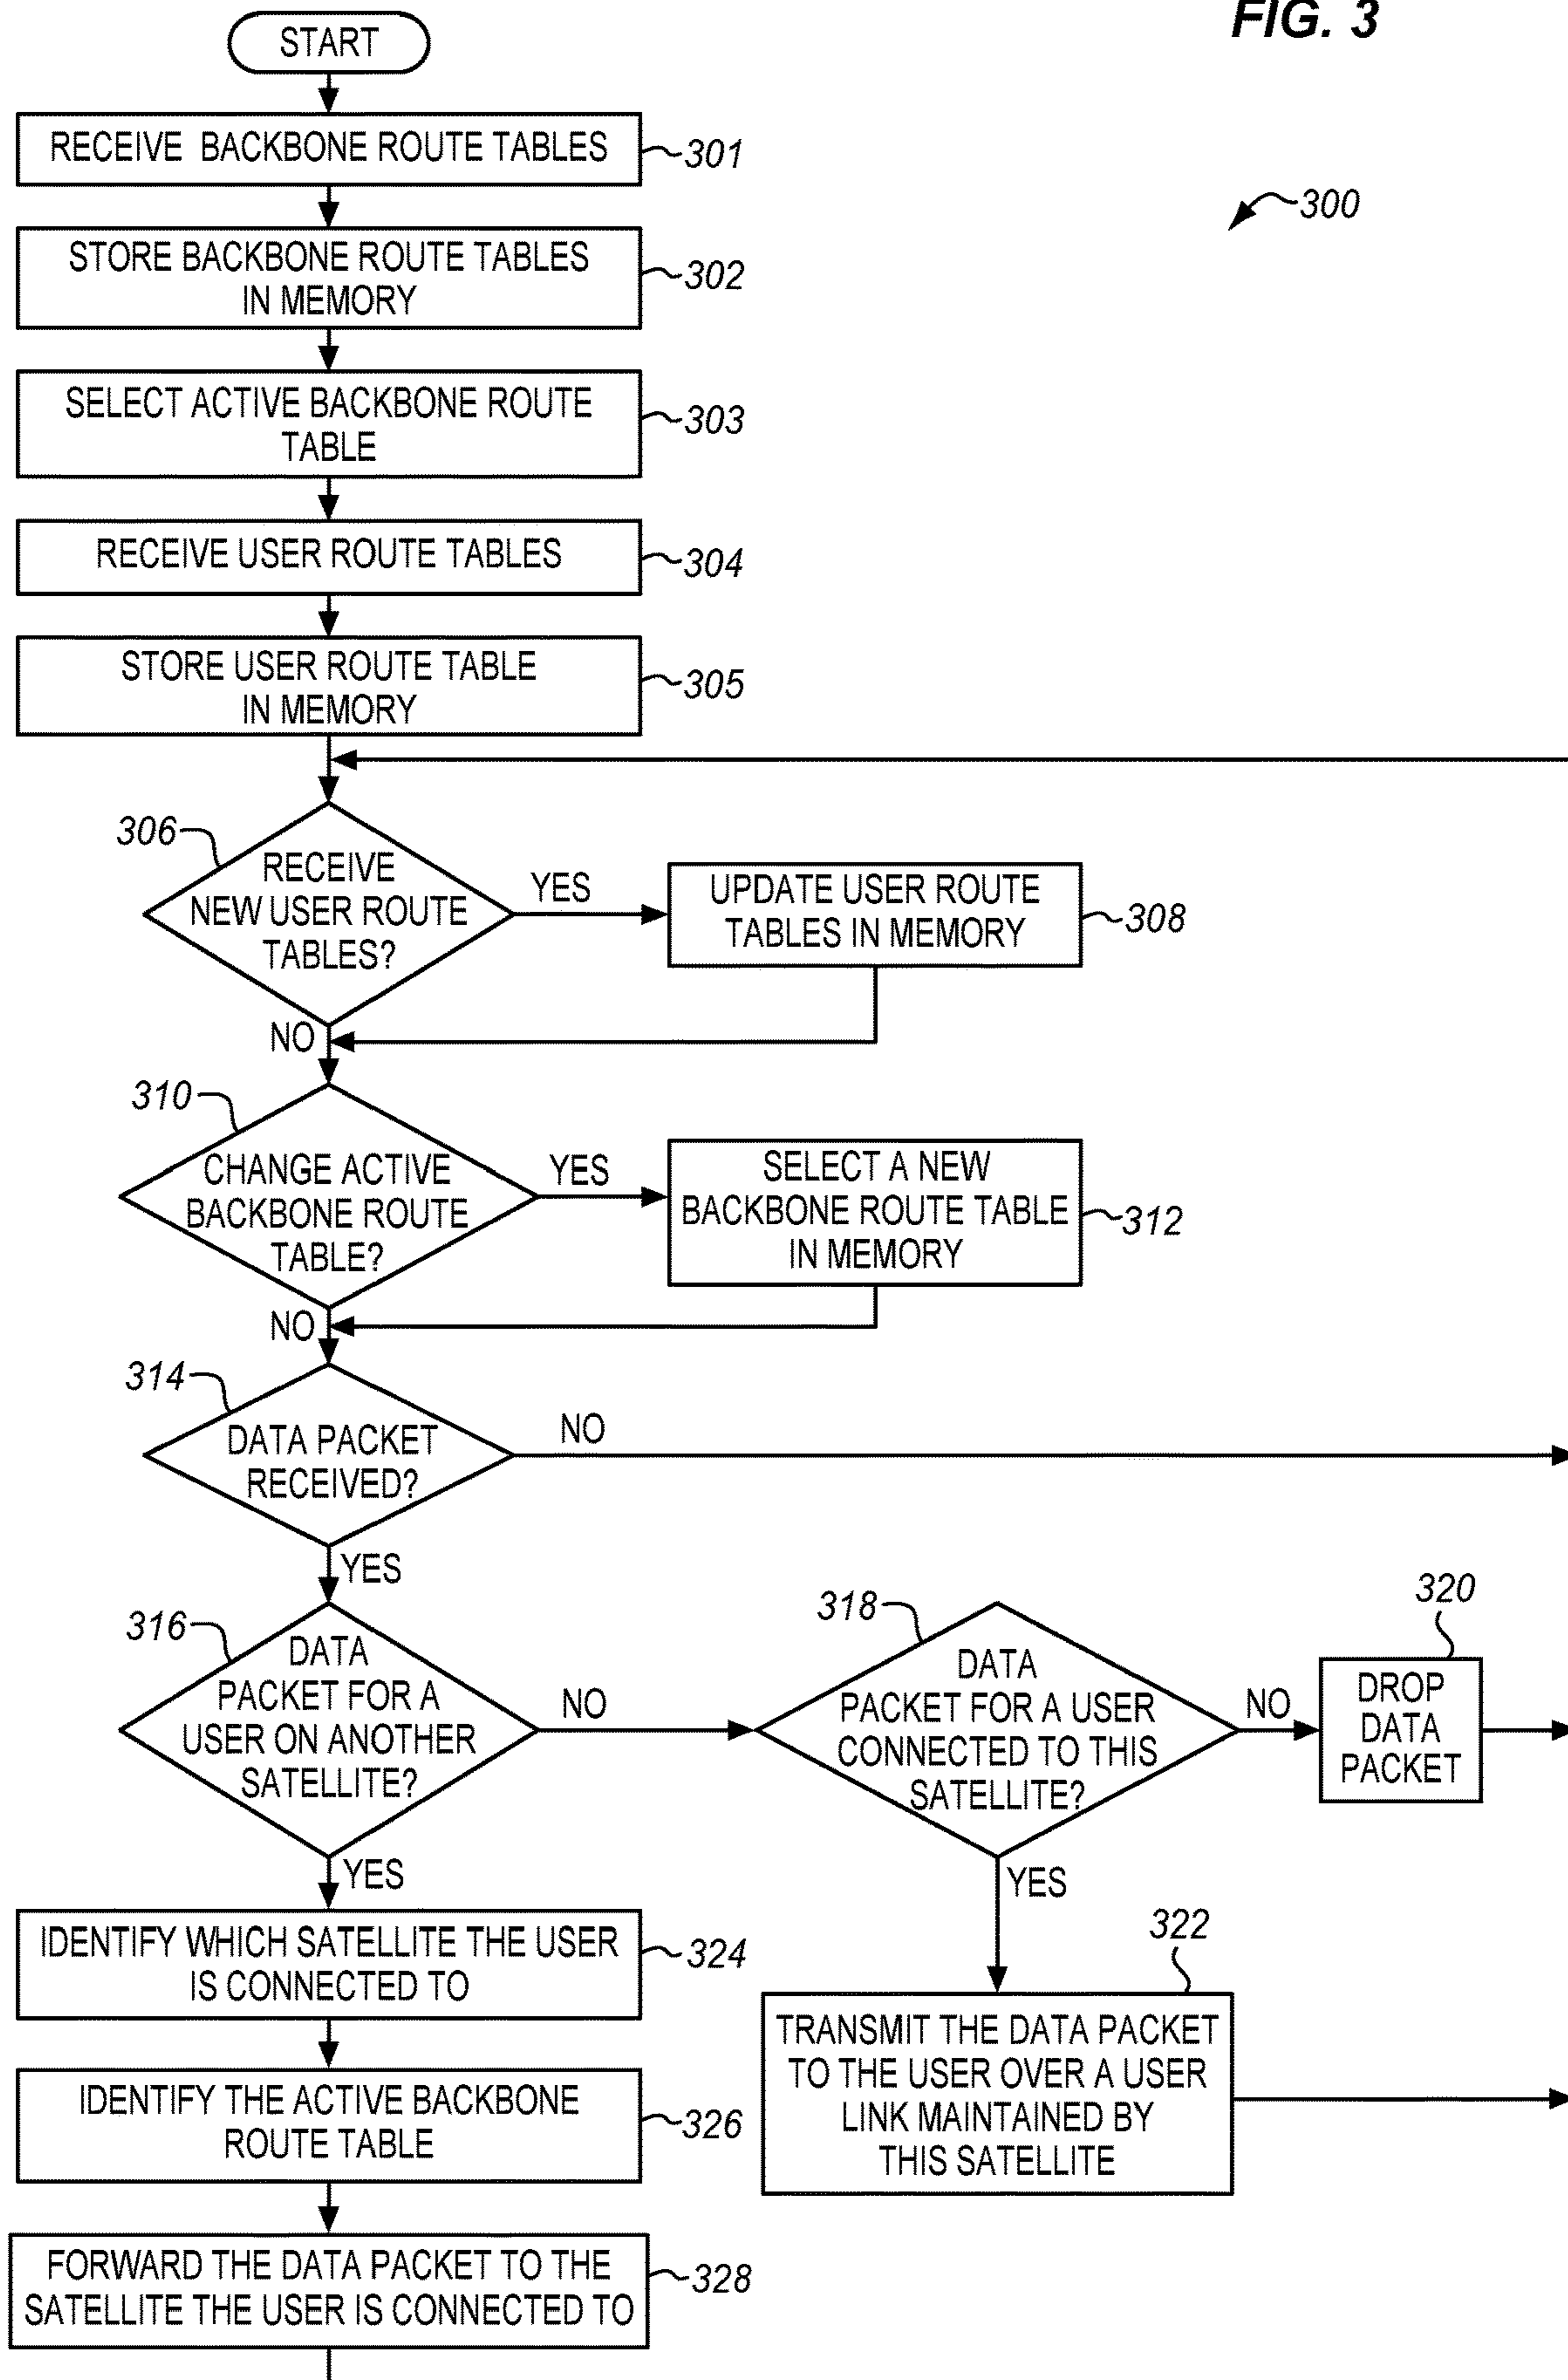 FIG. 3
START
RECEIVE BACKBONE ROUTE TABLES
301
300
STORE BACKBONE ROUTE TABLES
IN MEMORY
302
SELECT ACTIVE BACKBONE ROUTE
TABLE
303
RECEIVE USER ROUTE TABLES
304
STORE USER ROUTE TABLE
IN MEMORY
305
306
RECEIVE
NEW USER ROUTE
TABLES?
YES
UPDATE USER ROUTE
TABLES IN MEMORY
308
NO
310
CHANGE ACTIVE
BACKBONE ROUTE
TABLE?
YES
SELECT A NEW
BACKBONE ROUTE TABLE
IN MEMORY
312
NO
314
DATA PACKET
RECEIVED?
NO
YES
316
DATA
PACKET FOR A
USER ON ANOTHER
SATELLITE?
NO
318
DATA
PACKET FOR A USER
CONNECTED TO THIS
SATELLITE?
NO
320
DROP
DATA
PACKET
YES
YES
322
TRANSMIT THE DATA PACKET
TO THE USER OVER A USER
LINK MAINTAINED BY
THIS SATELLITE
IDENTIFY WHICH SATELLITE THE USER
IS CONNECTED TO
324
IDENTIFY THE ACTIVE BACKBONE
ROUTE TABLE
326
FORWARD THE DATA PACKET TO THE
SATELLITE THE USER IS CONNECTED TO
328